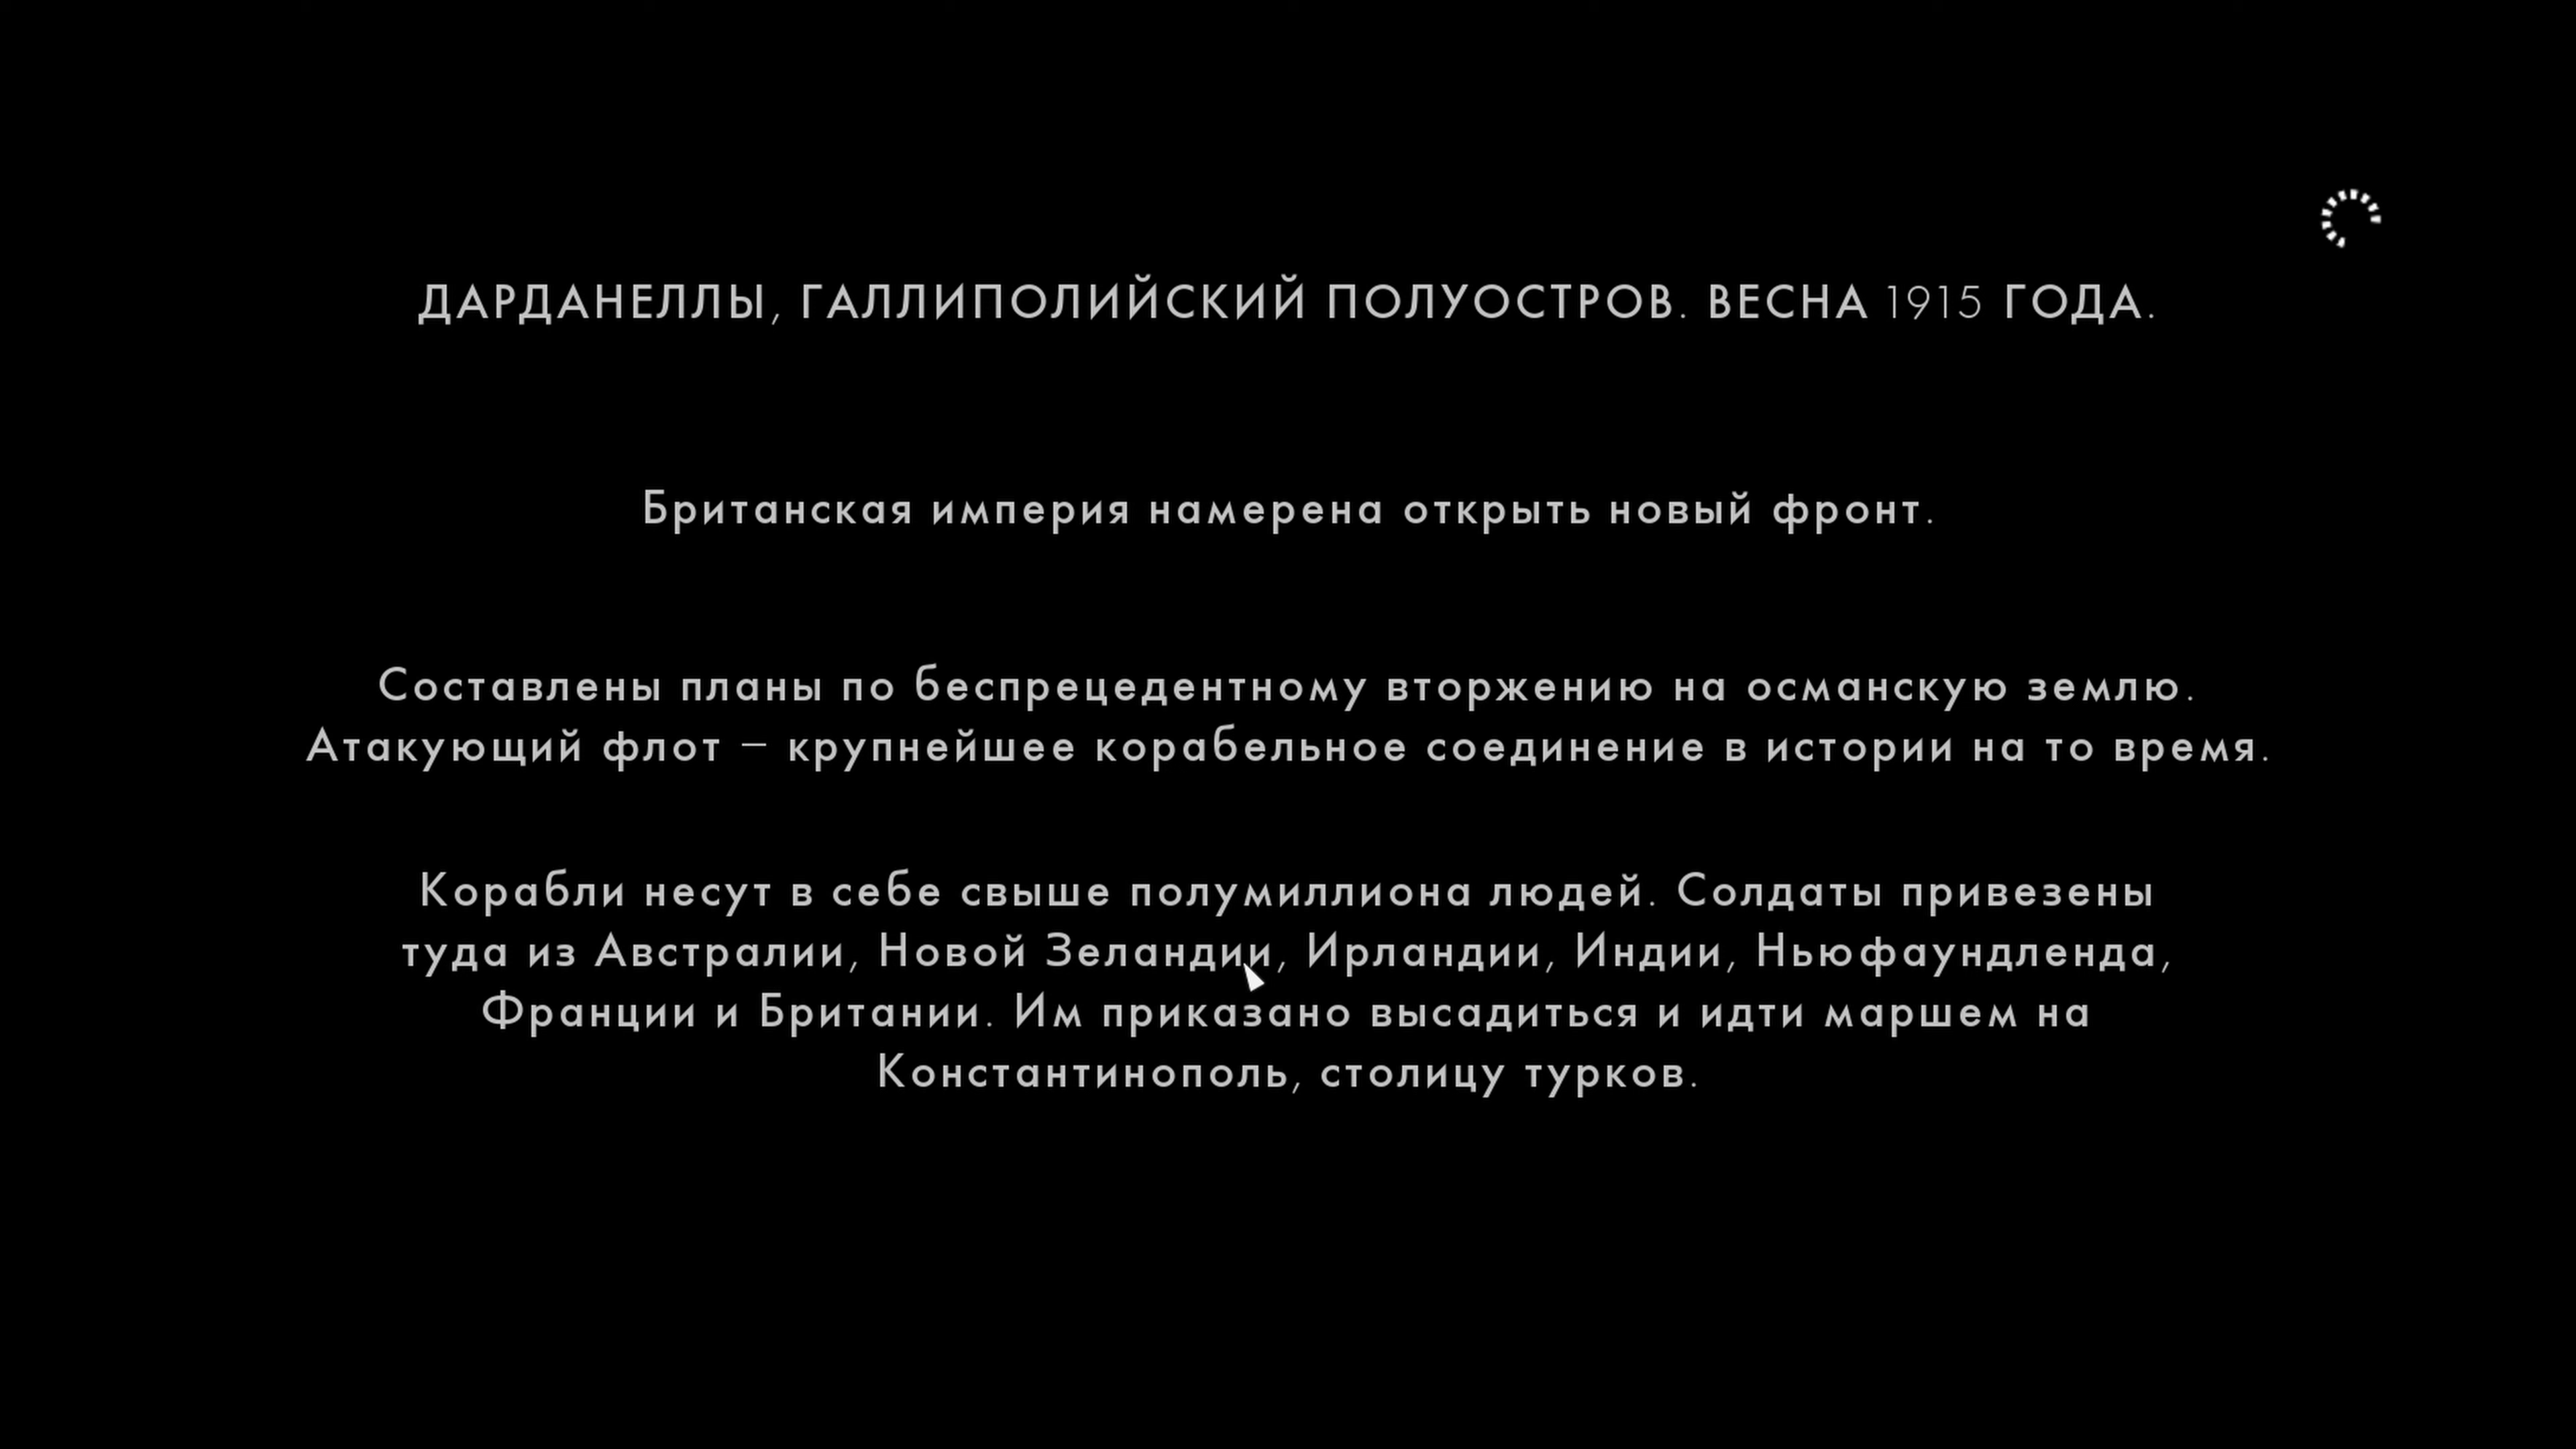 ДАРДАНЕЛЛЫ, ГАЛЛИПОЛИЙСКИЙ ПОЛУОСТРОВ. ВЕСНА 1915 ГОДА.
Британская империя намерена открыть новый фронт.
Составлены планы по беспрецедентному вторжению на османскую землю.
Атакующий флот – крупнейшее корабельное соединение в истории на то время.
Корабли несут в себе свыше полумиллиона людей. Солдаты привезены
туда из Австралии, Новой Зеландии, Ирландии, Индии, Ньюфаундленда,
Франции и Британии. Им приказано высадиться и идти маршем на
Константинополь, столицу турков.